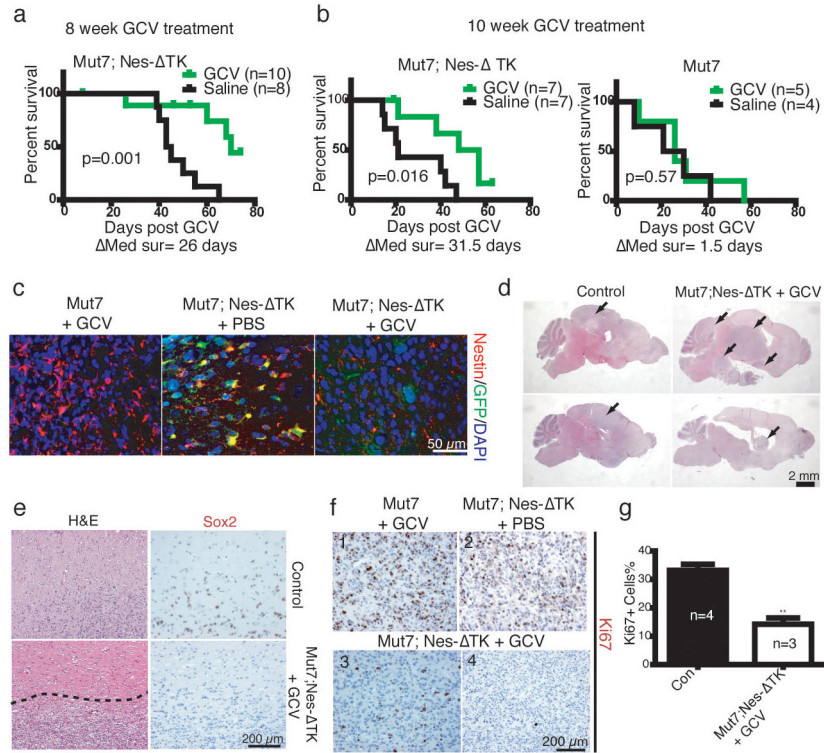 a
8 week GCV treatment
Mut7; Nes-ΔTK
GCV (n=10)
Saline (n=8)
Percent survival
100
50
0
p=0.001
0 20 40 60 80
Days post GCV
ΔMed sur= 26 days
b
10 week GCV treatment
Mut7; Nes-Δ TK
GCV (n=7)
Saline (n=7)
Percent survival
100
50
0
p=0.016
0 20 40 60 80
Days post GCV
ΔMed sur= 31.5 days
Mut7
GCV (n=5)
Saline (n=4)
Percent survival
100
50
0
p=0.57
0 20 40 60 80
Days post GCV
ΔMed sur= 1.5 days
c
Mut7
+ GCV
Mut7; Nes-ΔTK
+ PBS
Mut7; Nes-ΔTK
+ GCV
Nestin/GFP/DAPI
50 µm
d
Control
Mut7;Nes-ΔTK + GCV
2 mm
e
H&E
Sox2
Control
Mut7;Nes-ΔTK
+ GCV
200 µm
f
Mut7
+ GCV
Mut7; Nes-ΔTK
+ PBS
1
2
Mut7; Nes-ΔTK + GCV
3
4
200 µm
Ki67
g
Ki67+ Cells%
40
30
20
10
0
n=4
**
n=3
Con
Mut7;Nes-ΔTK
+ GCV